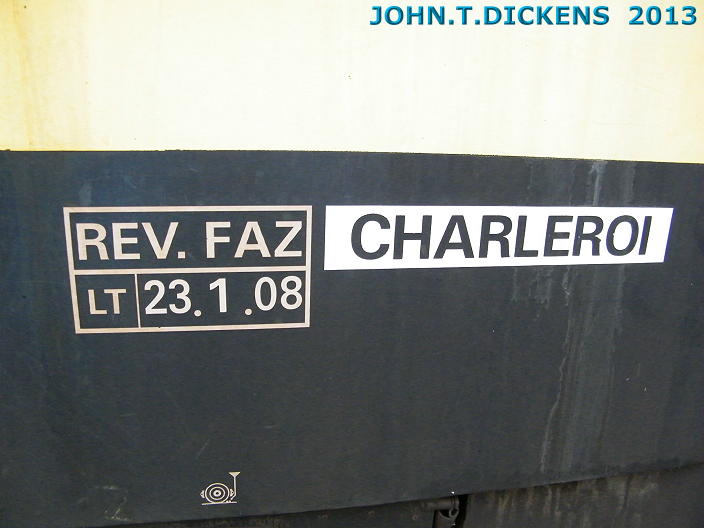 JOHN.T.DICKENS 2013
REV. FAZ
CHARLEROI
LT 23.1.08